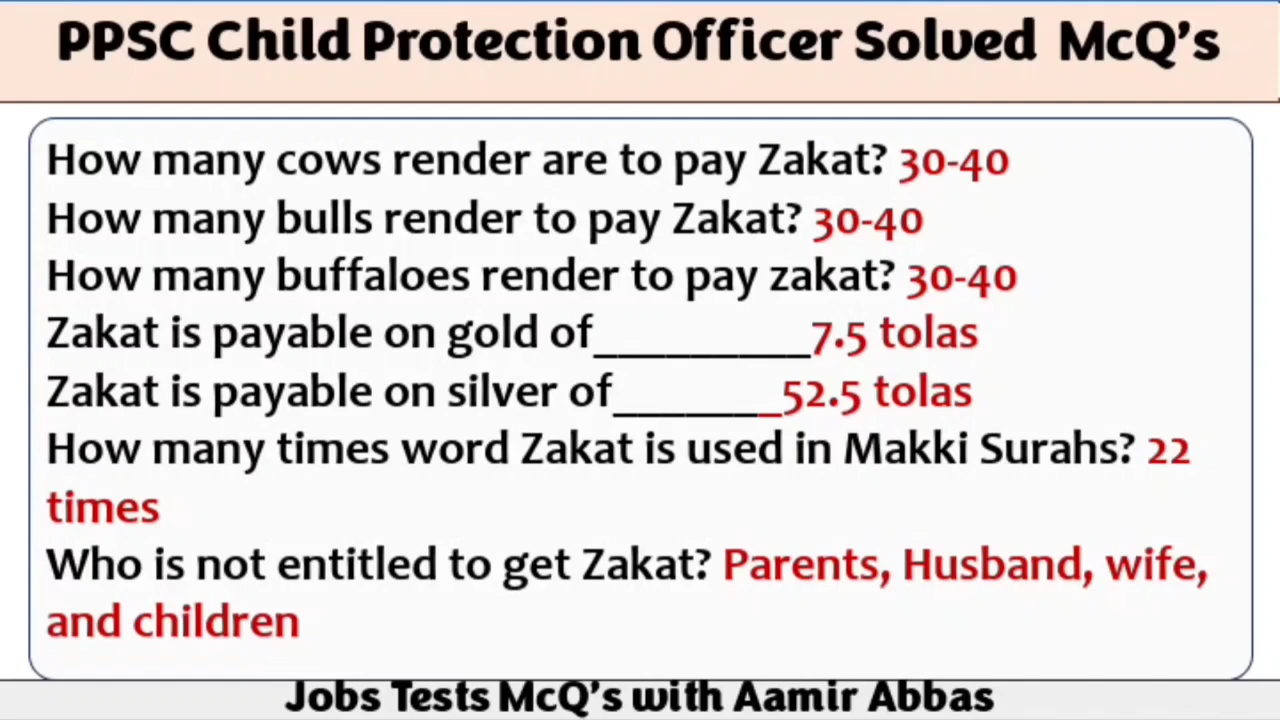 PPSC Child Protection Officer Solved McQ's
How many cows render are to pay Zakat? 30-40
How many bulls render to pay Zakat? 30-40
How many buffaloes render to pay zakat? 30-40
Zakat is payable on gold of_________7.5 tolas
Zakat is payable on silver of_______52.5 tolas
How many times word Zakat is used in Makki Surahs? 22
times
Who is not entitled to get Zakat? Parents, Husband, wife,
and children
Jobs Tests McQ's with Aamir Abbas